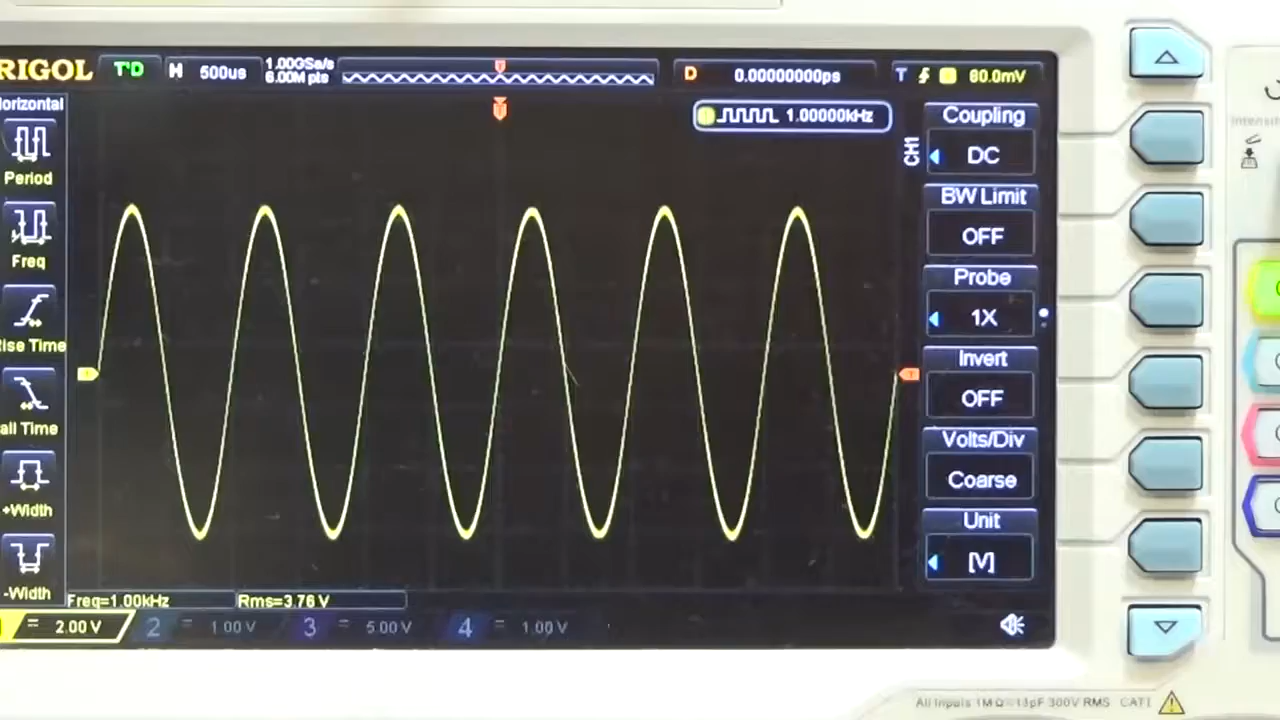 RIGOL T'D H 500us 1.00GSa/s 6.00M pts D 0.00000000ps T 80.0mV
Horizontal
1.00000kHz
Period
Freq
Rise Time
Fall Time
+Width
-Width
CH1
Coupling
DC
BW Limit
OFF
Probe
1X
Invert
OFF
Volts/Div
Coarse
Unit
[V]
Freq=1.00kHz Rms=3.76 V
= 2.00 V 2 = 1.00 V 3 = 5.00 V 4 = 1.00 V
All Inputs 1MΩ=13pF 300V RMS CAT I